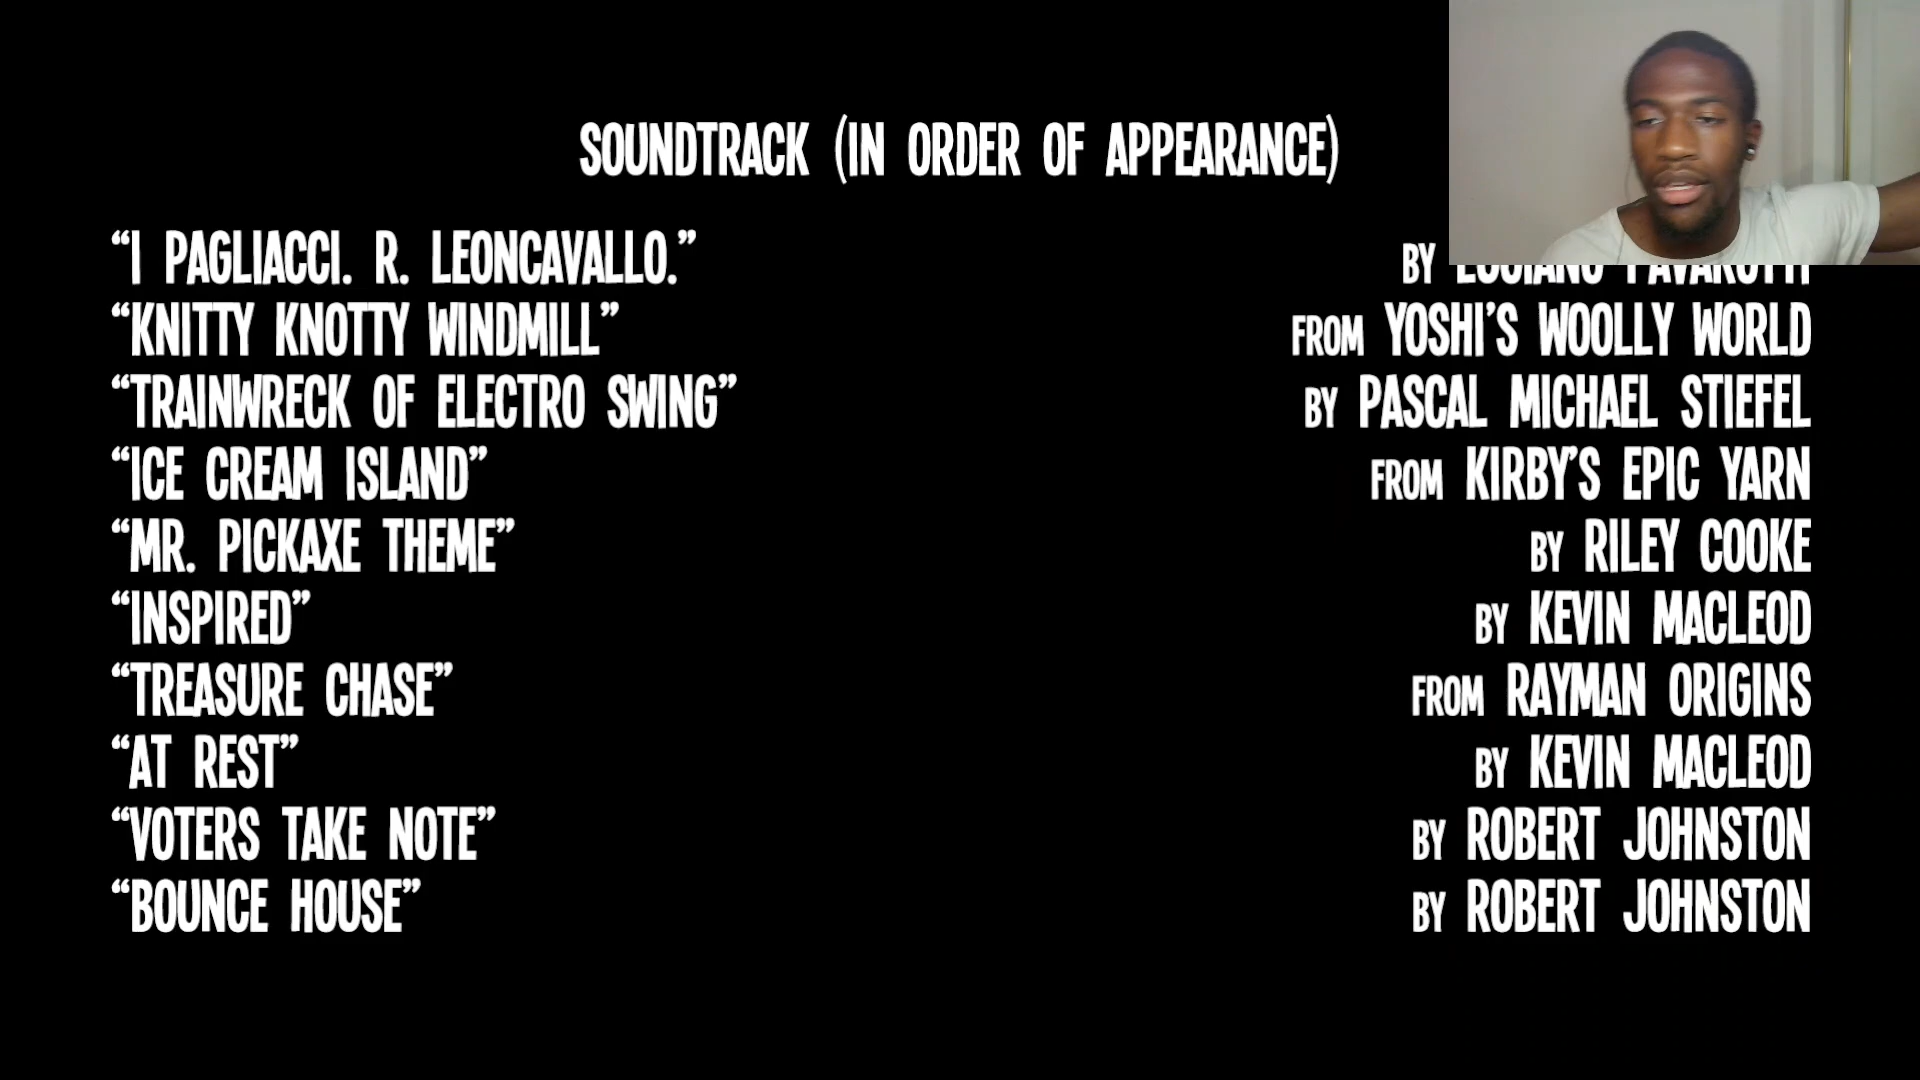 SOUNDTRACK (IN ORDER OF APPEARANCE)
“I PAGLIACCI. R. LEONCAVALLO.” BY LUCIANO PAVAROTTI
“KNITTY KNOTTY WINDMILL” FROM YOSHI’S WOOLLY WORLD
“TRAINWRECK OF ELECTRO SWING” BY PASCAL MICHAEL STIEFEL
“ICE CREAM ISLAND” FROM KIRBY’S EPIC YARN
“MR. PICKAXE THEME” BY RILEY COOKE
“INSPIRED” BY KEVIN MACLEOD
“TREASURE CHASE” FROM RAYMAN ORIGINS
“AT REST” BY KEVIN MACLEOD
“VOTERS TAKE NOTE” BY ROBERT JOHNSTON
“BOUNCE HOUSE” BY ROBERT JOHNSTON